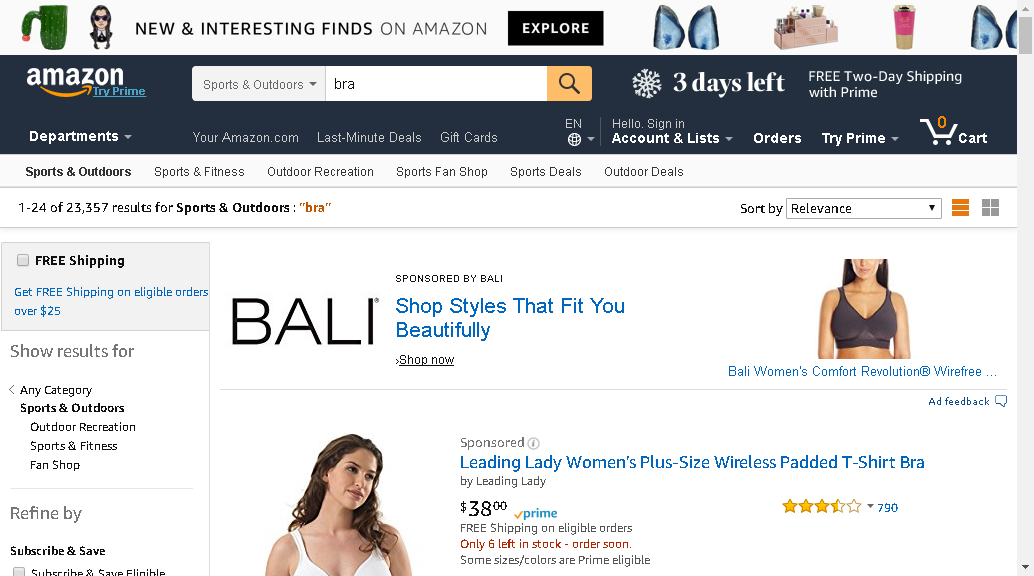 NEW & INTERESTING FINDS ON AMAZON EXPLORE
amazon
Try Prime
Sports & Outdoors bra
3 days left
FREE Two-Day Shipping
with Prime
Departments
Your Amazon.com Last-Minute Deals Gift Cards
EN
Hello. Sign in
Account & Lists
Orders
Try Prime
0
Cart
Sports & Outdoors Sports & Fitness Outdoor Recreation Sports Fan Shop Sports Deals Outdoor Deals
1-24 of 23,357 results for Sports & Outdoors : "bra"
Sort by Relevance
FREE Shipping
Get FREE Shipping on eligible orders
over $25
Show results for
Any Category
Sports & Outdoors
Outdoor Recreation
Sports & Fitness
Fan Shop
Refine by
Subscribe & Save
Subscribe & Save Eligible
BALI®
SPONSORED BY BALI
Shop Styles That Fit You
Beautifully
›Shop now
Bali Women's Comfort Revolution® Wirefree ...
Ad feedback
Sponsored
Leading Lady Women's Plus-Size Wireless Padded T-Shirt Bra
by Leading Lady
$3800 prime
FREE Shipping on eligible orders
Only 6 left in stock - order soon.
Some sizes/colors are Prime eligible
790